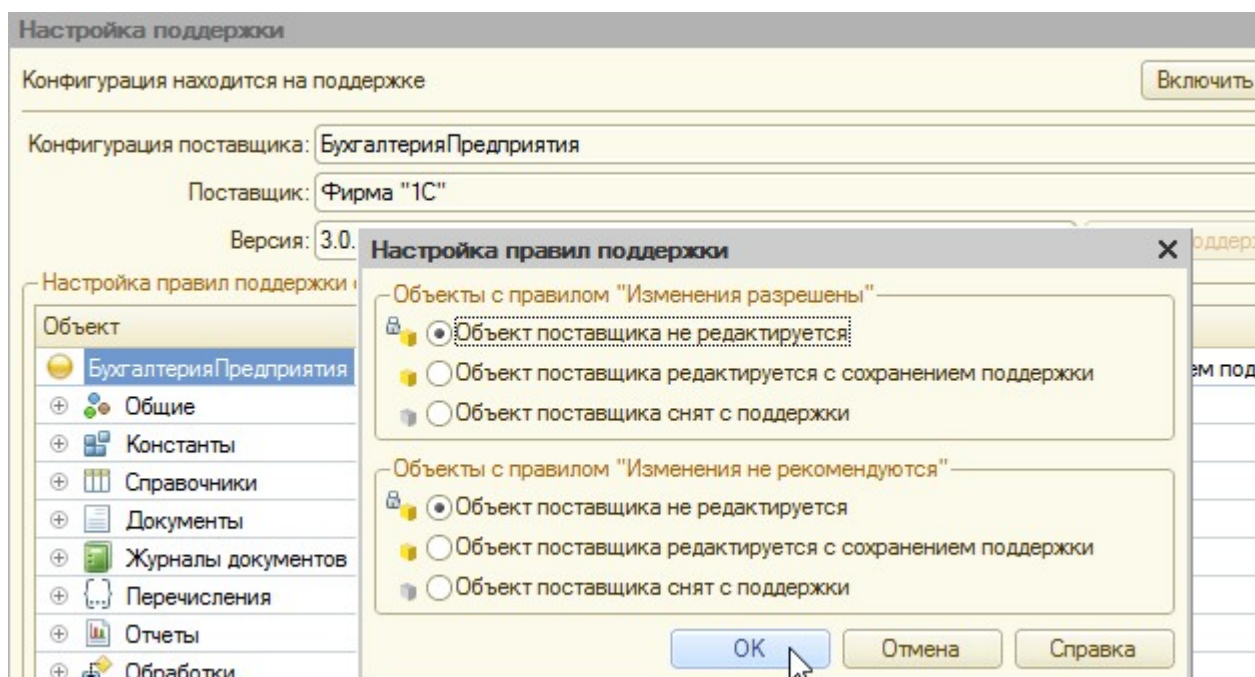 Настройка поддержки
Конфигурация находится на поддержке
Включить
Конфигурация поставщика: БухгалтерияПредприятия
Поставщик: Фирма "1С"
Версия: 3.0.
Настройка правил поддержки
Объект
БухгалтерияПредприятия
Общие
Константы
Справочники
Документы
Журналы документов
Перечисления
Отчеты
Обработки
Настройка правил поддержки
Объекты с правилом "Изменения разрешены"
Объект поставщика не редактируется
Объект поставщика редактируется с сохранением поддержки
Объект поставщика снят с поддержки
Объекты с правилом "Изменения не рекомендуются"
Объект поставщика не редактируется
Объект поставщика редактируется с сохранением поддержки
Объект поставщика снят с поддержки
OK Отмена Справка